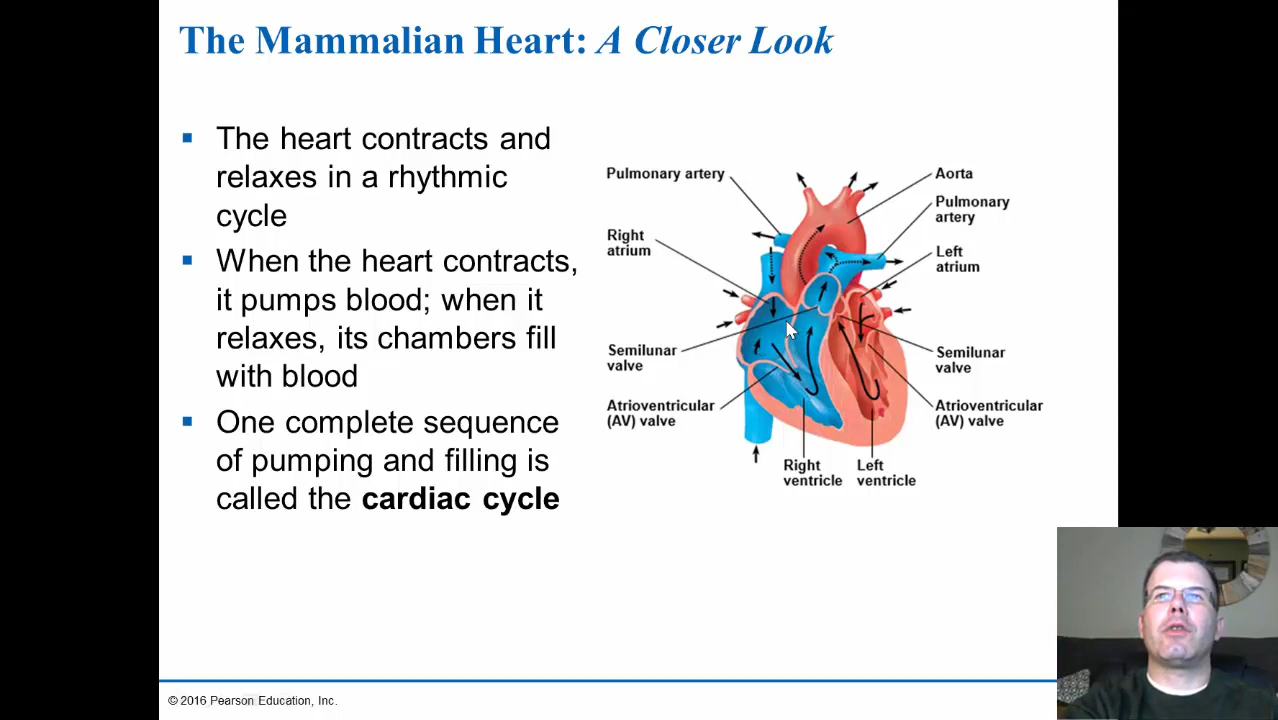 The Mammalian Heart: A Closer Look
The heart contracts and
relaxes in a rhythmic
cycle
When the heart contracts,
it pumps blood; when it
relaxes, its chambers fill
with blood
One complete sequence
of pumping and filling is
called the cardiac cycle
Pulmonary artery
Right
atrium
Semilunar
valve
Atrioventricular
(AV) valve
Right
ventricle
Left
ventricle
Aorta
Pulmonary
artery
Left
atrium
Semilunar
valve
Atrioventricular
(AV) valve
© 2016 Pearson Education, Inc.